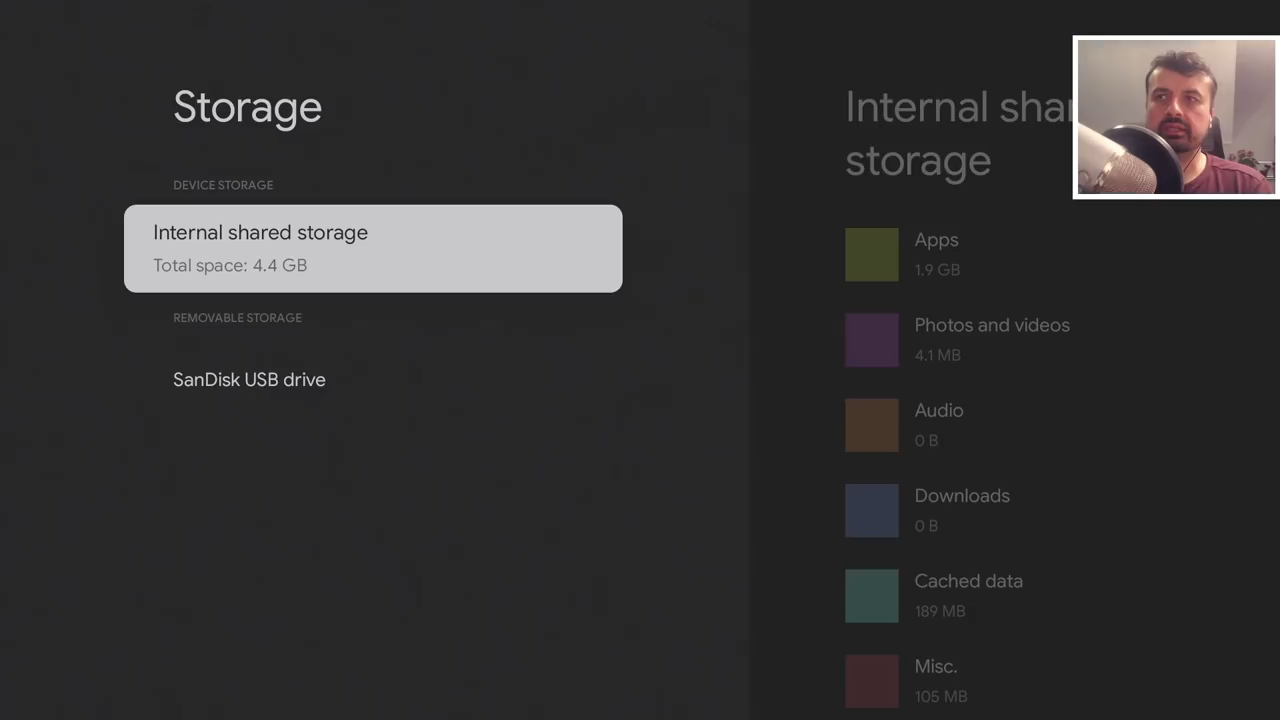 Storage
DEVICE STORAGE
Internal shared storage
Total space: 4.4 GB
REMOVABLE STORAGE
SanDisk USB drive
Internal
storage
Apps
1.9 GB
Photos and videos
4.1 MB
Audio
0 B
Downloads
0 B
Cached data
189 MB
Misc.
105 MB